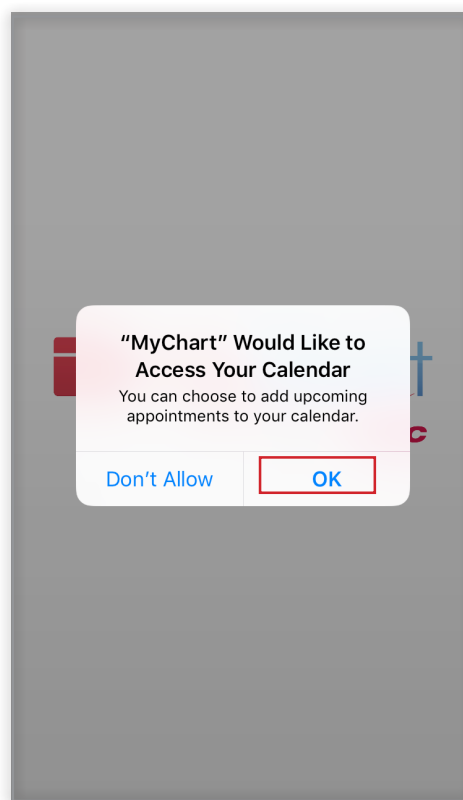 “MyChart” Would Like to
Access Your Calendar
You can choose to add upcoming
appointments to your calendar.
Don’t Allow
OK